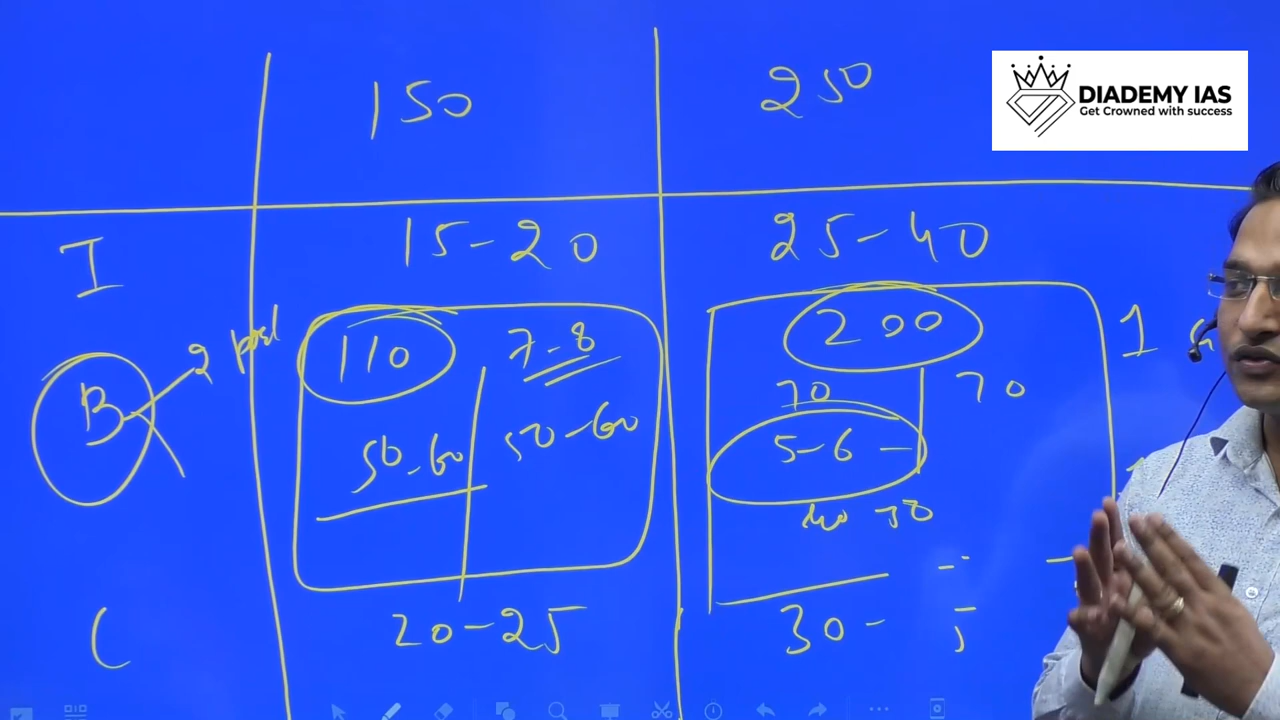 DIADEMY IAS
Get Crowned with success
150 250
I 15-20 25-40
B 2 110 7-8 200 1
50-60 50-60 70 70
5-6 -
30 -
C 20-25